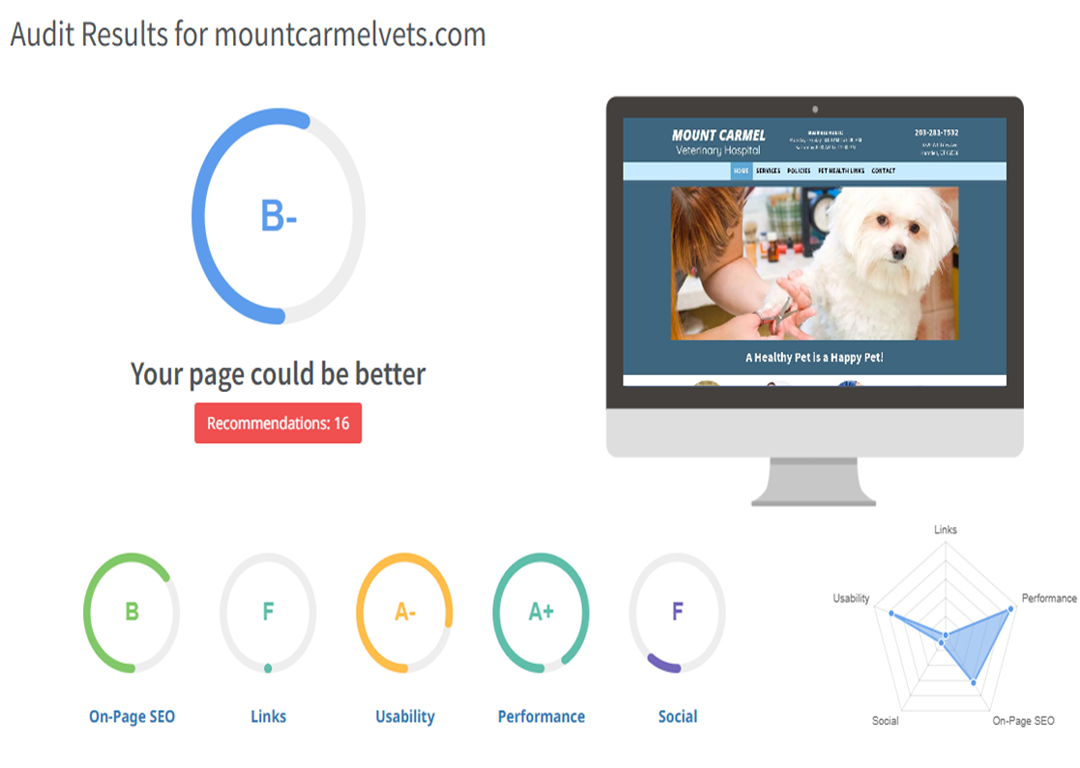 Audit Results for mountcarmelvets.com
B-
Your page could be better
Recommendations: 16
MOUNT CARMEL
Veterinary Hospital
203-281-7532
HOME SERVICES POLICIES PET HEALTH LINKS CONTACT
A Healthy Pet is a Happy Pet!
B
F
A-
A+
F
On-Page SEO
Links
Usability
Performance
Social
Links
Usability
Performance
Social
On-Page SEO